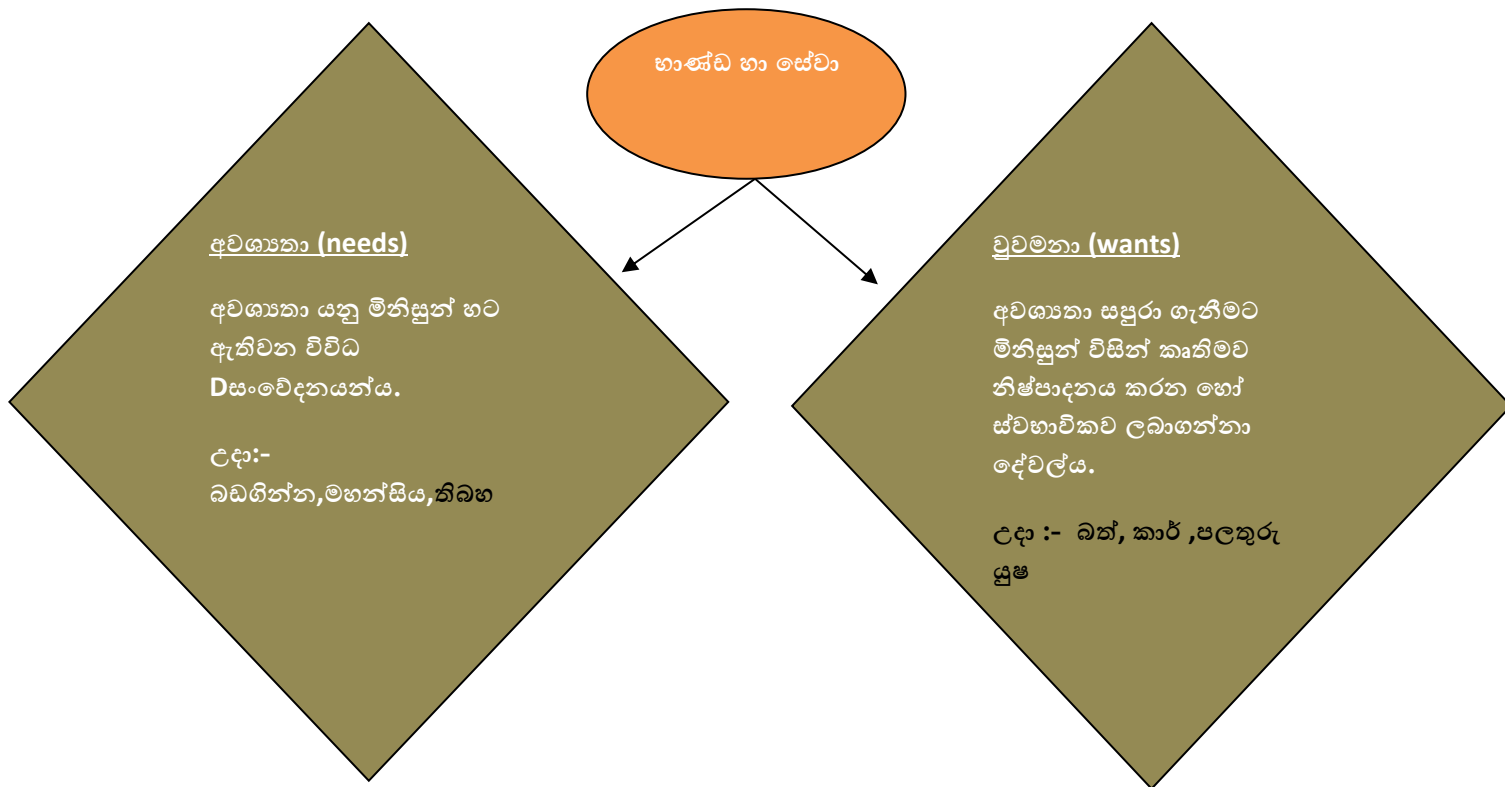 භාණ්ඩ හා සේවා
අවශ්‍යතා (needs)
අවශ්‍යතා යනු මිනිසුන් හට
ඇතිවන විවිධ
Dසංවේදනයන්ය.
උදා:-
බඩගින්න,මහන්සිය,තිබහ
වුවමනා (wants)
අවශ්‍යතා සපුරා ගැනීමට
මිනිසුන් විසින් කෘතිමව
නිෂ්පාදනය කරන හෝ
ස්වභාවිකව ලබාගන්නා
දේවල්ය.
උදා :- බත්, කාර් ,පලතුරු
යුෂ